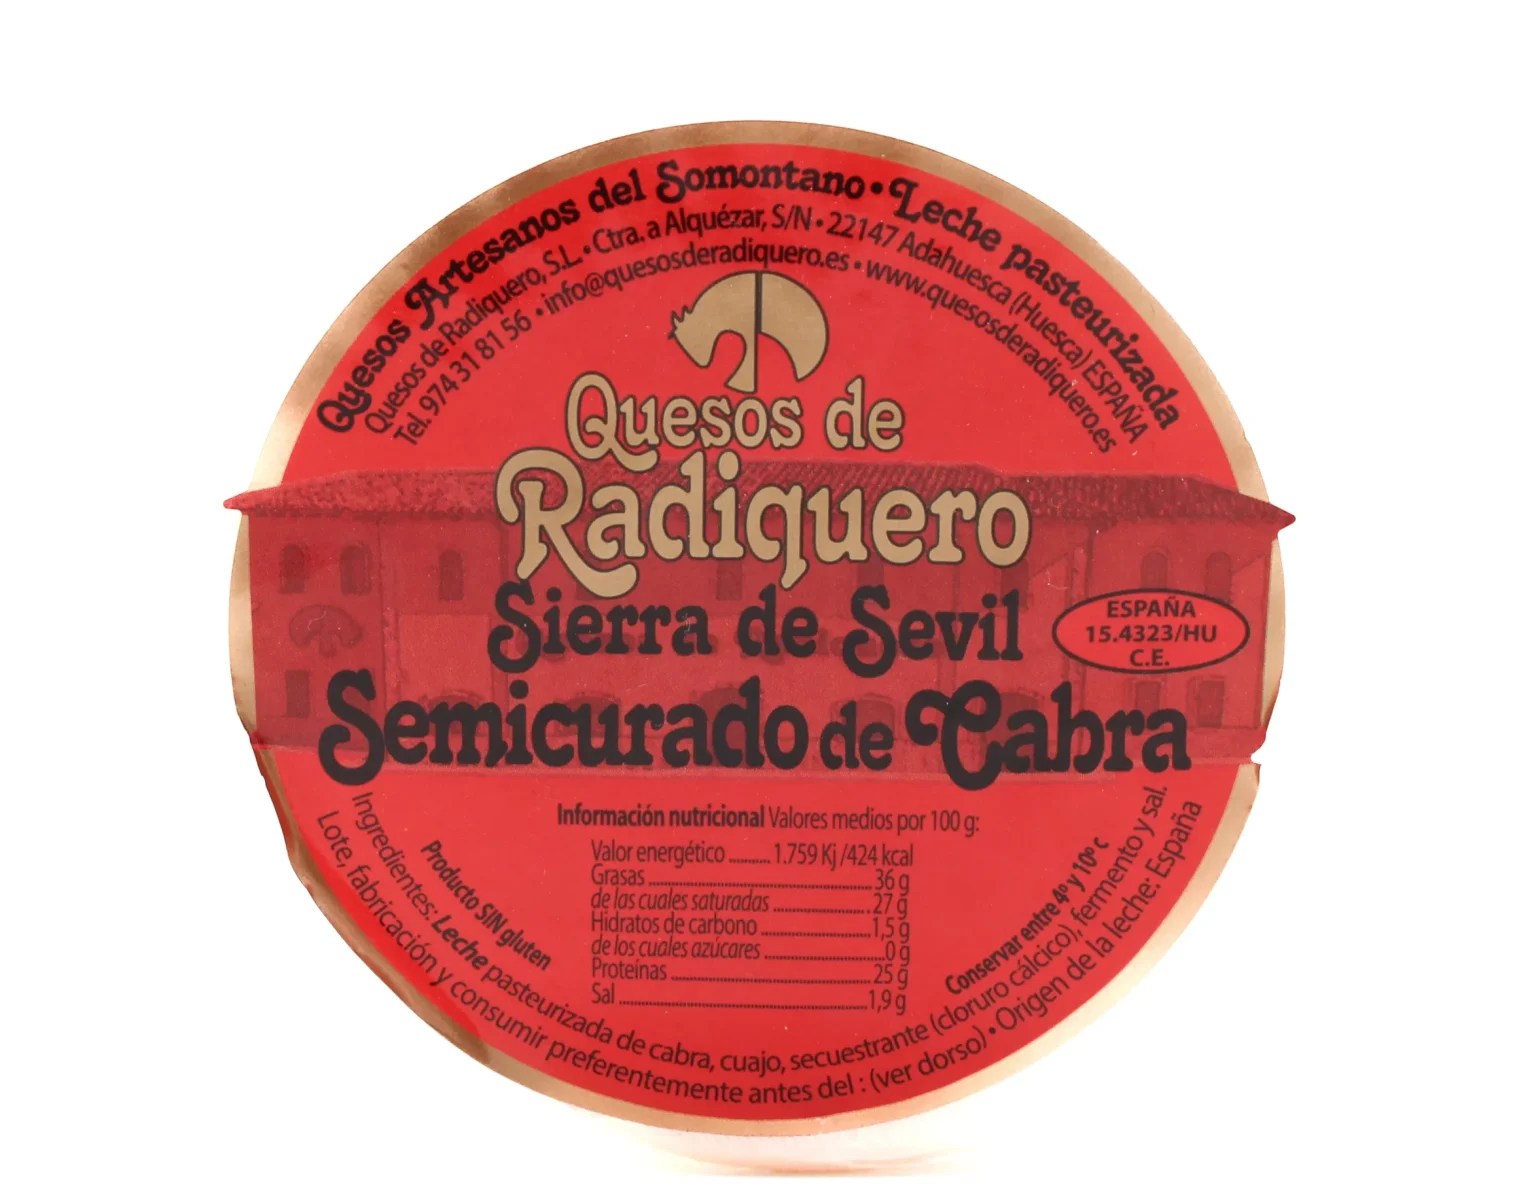 Quesos Artesanos del Somontano • Leche pasteurizada
Quesos de Radiquero, S.L. • Ctra. a Alquézar, S/N • 22147 Adahuesca (Huesca) ESPAÑA
Tel. 974 31 81 56 • info@quesosderadiquero.es • www.quesosderadiquero.es
Quesos de
Radiquero
Sierra de Sevil
Semicurado de Cabra
ESPAÑA
15.4323/HU
C.E.
Información nutricional Valores medios por 100 g:
Valor energético .......... 1.759 Kj /424 kcal
Grasas .......... 36 g
de las cuales saturadas .......... 27 g
Hidratos de carbono .......... 1,5 g
de los cuales azúcares .......... 0 g
Proteínas .......... 25 g
Sal .......... 1,9 g
Producto SIN gluten
Conservar entre 4º y 10º c
Ingredientes: Leche pasteurizada de cabra, cuajo, secuestrante (cloruro cálcico), fermento y sal.
Lote, fabricación y consumir preferentemente antes del : (ver dorso) • Origen de la leche: España